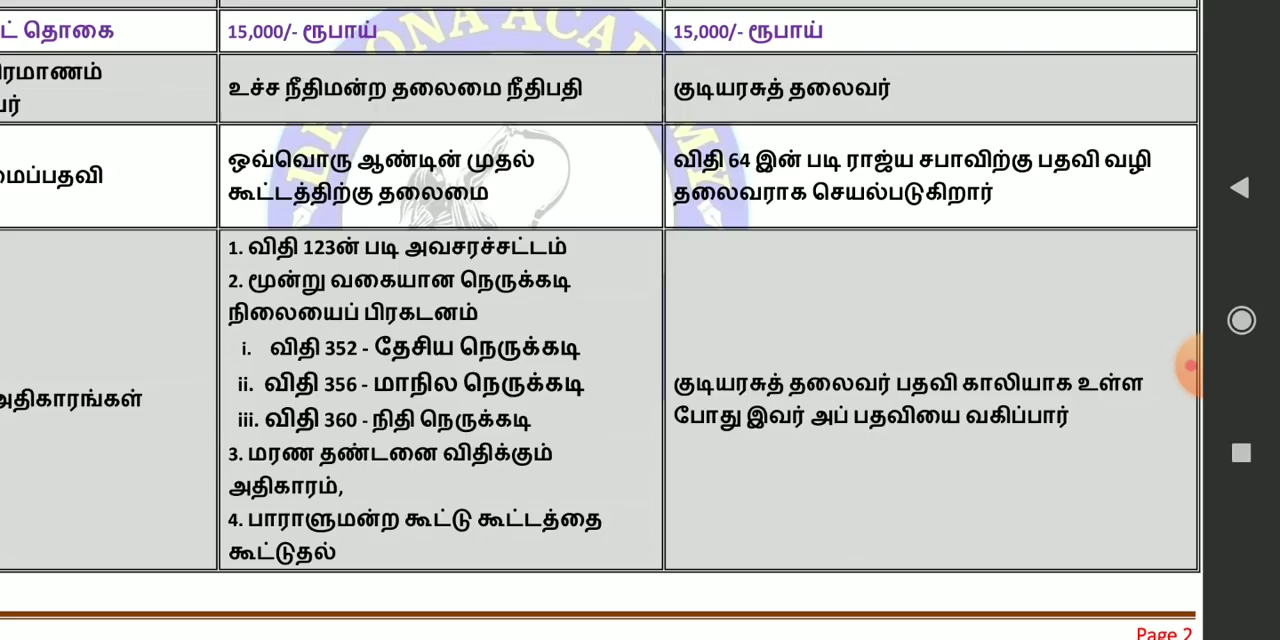 ட் தொகை
15,000/- ரூபாய்
15,000/- ரூபாய்
ரமாணம்
பர்
உச்ச நீதிமன்ற தலைமை நீதிபதி
குடியரசுத் தலைவர்
மைப்பதவி
ஒவ்வொரு ஆண்டின் முதல்
கூட்டத்திற்கு தலைமை
விதி 64 இன் படி ராஜ்ய சபாவிற்கு பதவி வழி
தலைவராக செயல்படுகிறார்
அதிகாரங்கள்
1. விதி 123ன் படி அவசரச்சட்டம்
2. மூன்று வகையான நெருக்கடி
நிலையைப் பிரகடனம்
i. விதி 352 - தேசிய நெருக்கடி
ii. விதி 356 - மாநில நெருக்கடி
iii. விதி 360 - நிதி நெருக்கடி
3. மரண தண்டனை விதிக்கும்
அதிகாரம்,
4. பாராளுமன்ற கூட்டு கூட்டத்தை
கூட்டுதல்
குடியரசுத் தலைவர் பதவி காலியாக உள்ள
போது இவர் அப் பதவியை வகிப்பார்
Page 2